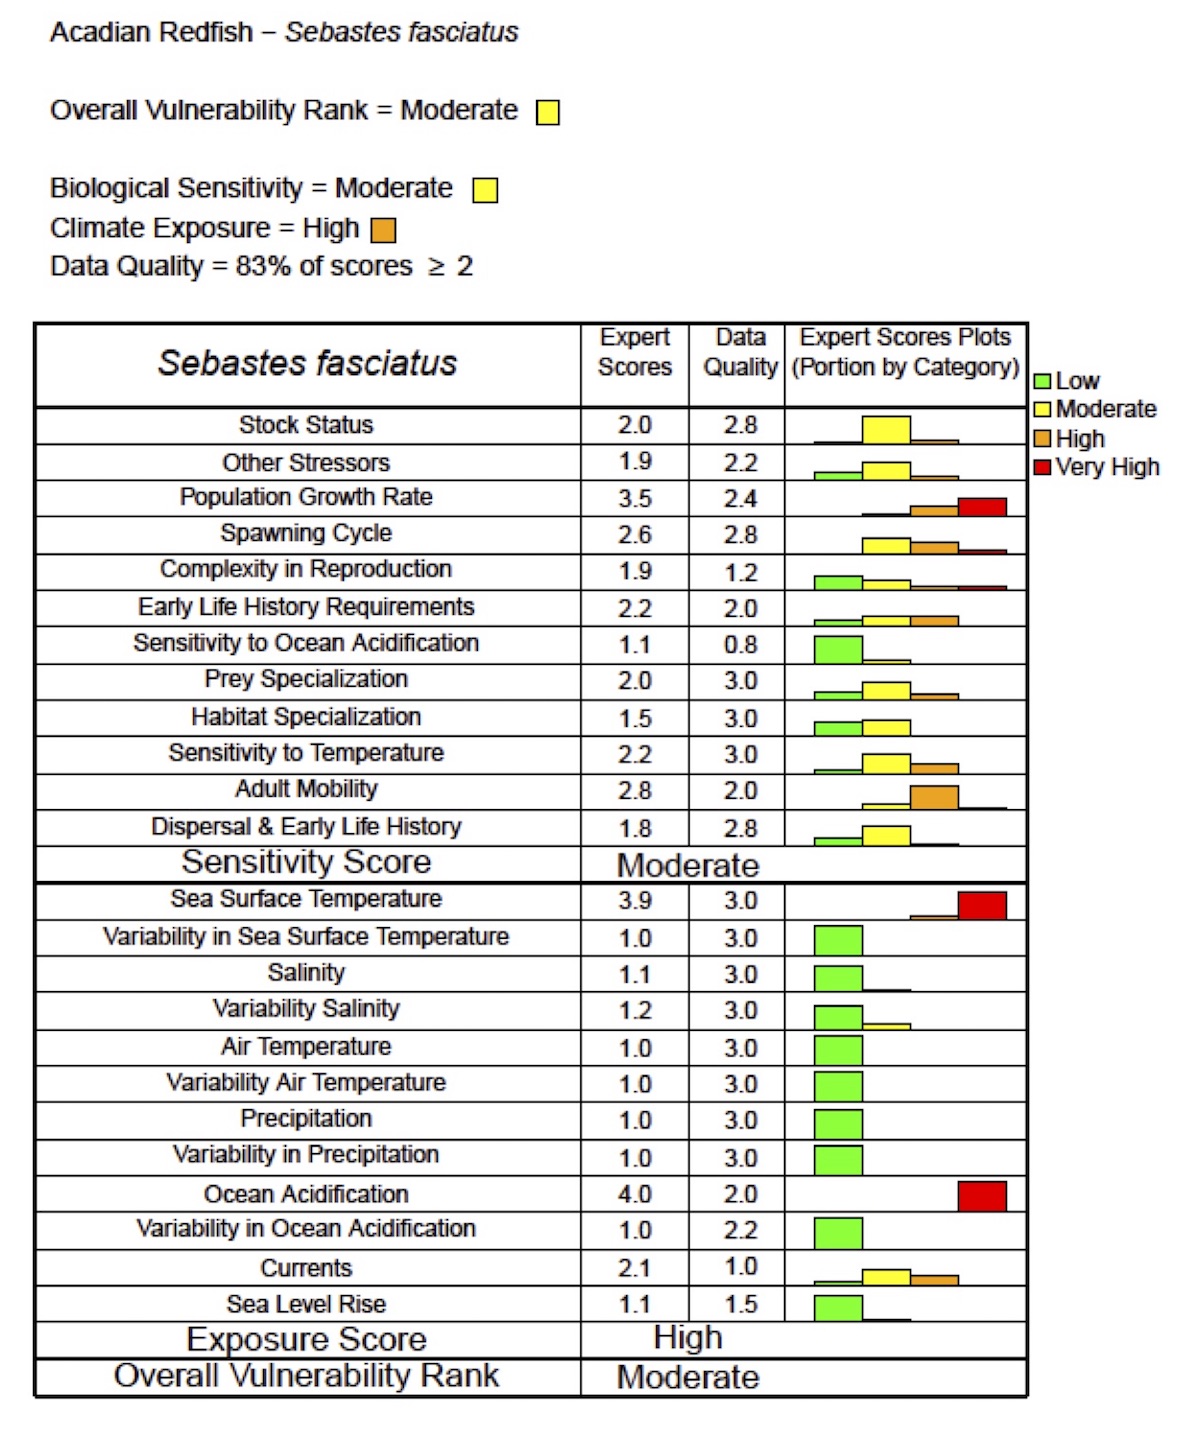 Acadian Redfish – Sebastes fasciatus
Overall Vulnerability Rank = Moderate
Biological Sensitivity = Moderate
Climate Exposure = High
Data Quality = 83% of scores ≥ 2
Sebastes fasciatus Expert Scores Data Quality Expert Scores Plots (Portion by Category)
Low
Moderate
High
Very High
Stock Status 2.0 2.8
Other Stressors 1.9 2.2
Population Growth Rate 3.5 2.4
Spawning Cycle 2.6 2.8
Complexity in Reproduction 1.9 1.2
Early Life History Requirements 2.2 2.0
Sensitivity to Ocean Acidification 1.1 0.8
Prey Specialization 2.0 3.0
Habitat Specialization 1.5 3.0
Sensitivity to Temperature 2.2 3.0
Adult Mobility 2.8 2.0
Dispersal & Early Life History 1.8 2.8
Sensitivity Score Moderate
Sea Surface Temperature 3.9 3.0
Variability in Sea Surface Temperature 1.0 3.0
Salinity 1.1 3.0
Variability Salinity 1.2 3.0
Air Temperature 1.0 3.0
Variability Air Temperature 1.0 3.0
Precipitation 1.0 3.0
Variability in Precipitation 1.0 3.0
Ocean Acidification 4.0 2.0
Variability in Ocean Acidification 1.0 2.2
Currents 2.1 1.0
Sea Level Rise 1.1 1.5
Exposure Score High
Overall Vulnerability Rank Moderate